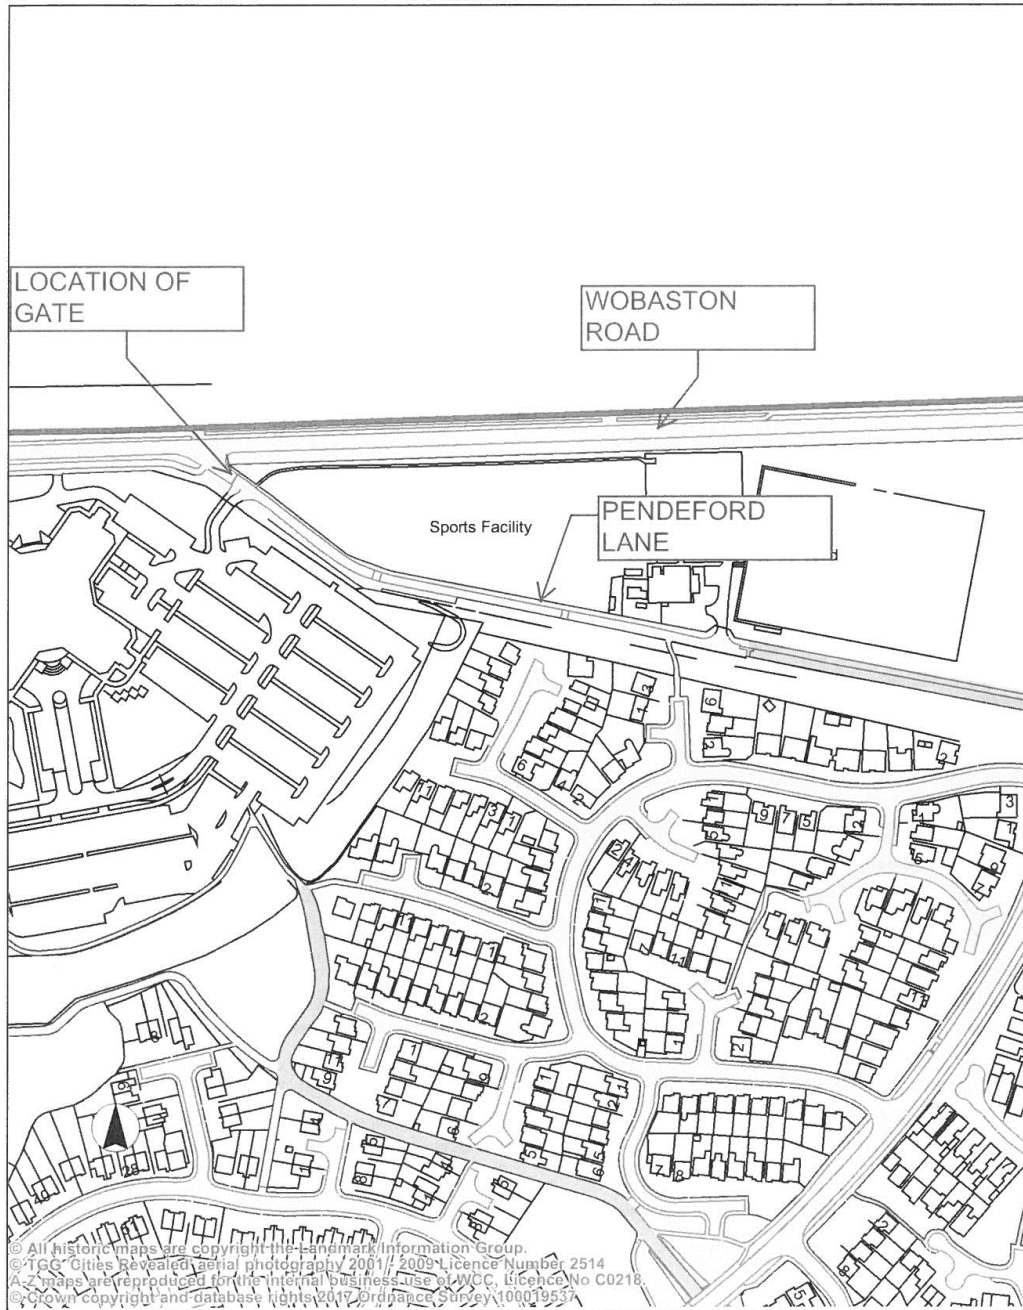 LOCATION OF
GATE
WOBASTON
ROAD
Sports Facility
PENDEFORD
LANE
© All historic maps are copyright the Landmark Information Group.
© TGG Cities Revealed aerial photography 2001 / 2009 Licence Number 2514
A-Z maps are reproduced for the internal business use of WCC, Licence No C0218.
© Crown copyright and database rights 2017 Ordnance Survey 100019537